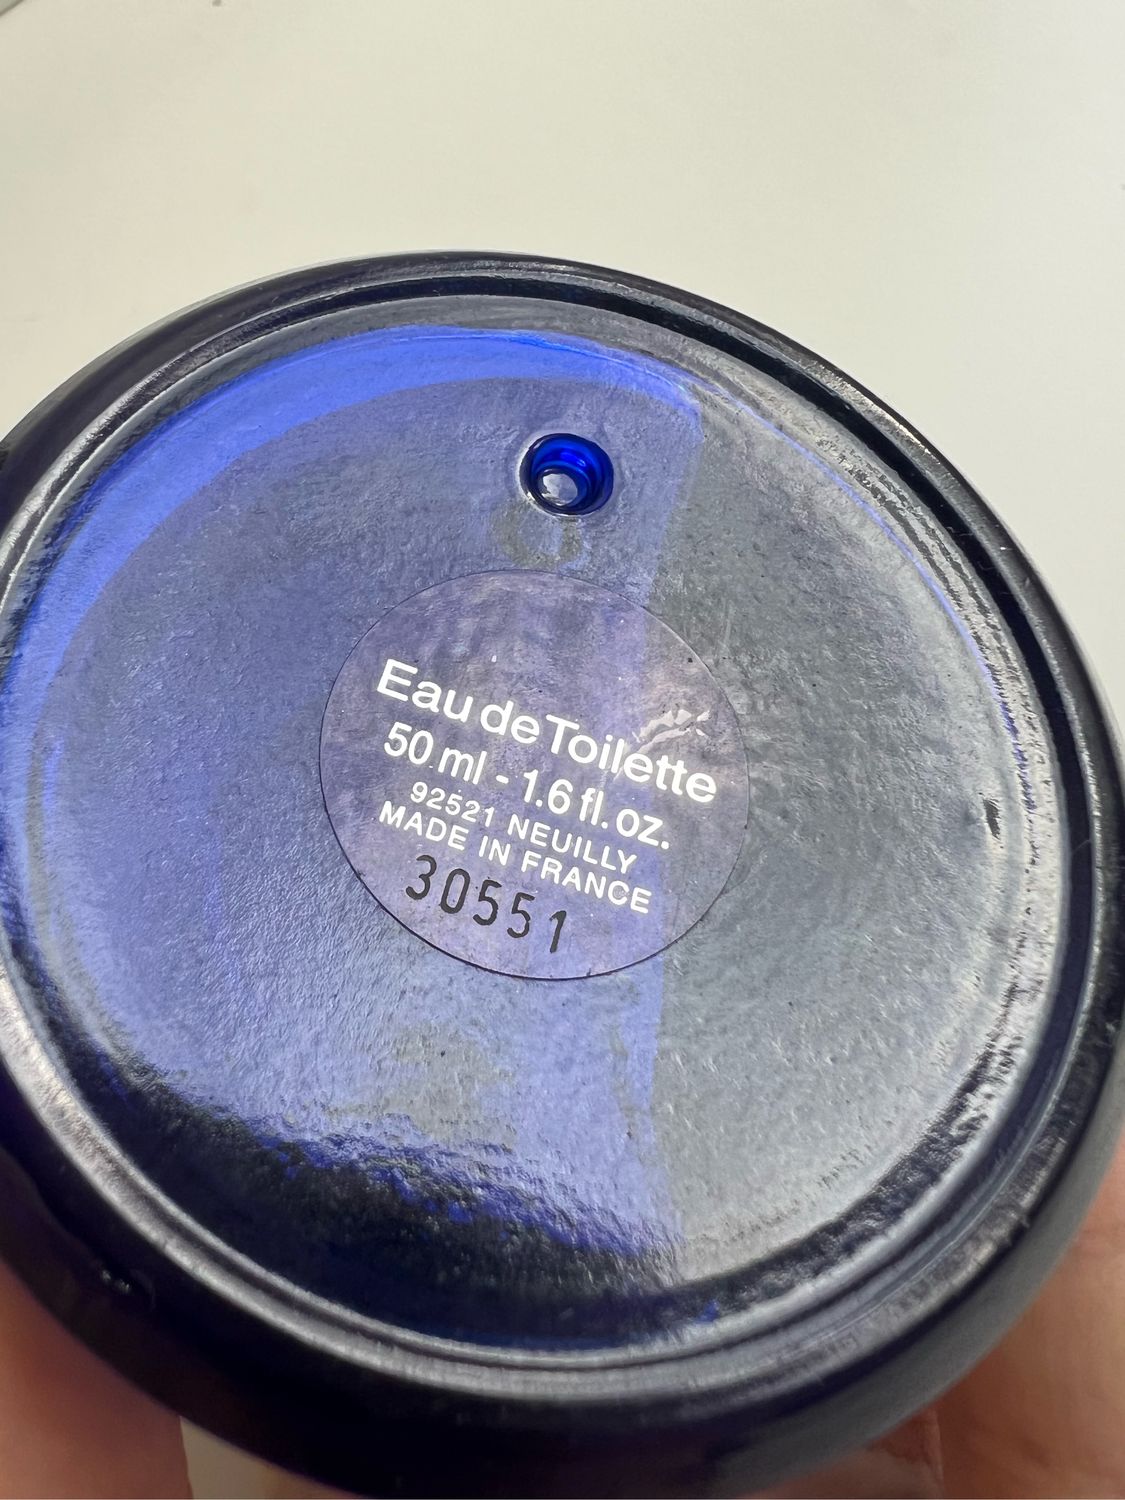 Eau de Toilette
50 ml - 1.6 fl. oz.
92521 NEUILLY
MADE IN FRANCE
30551